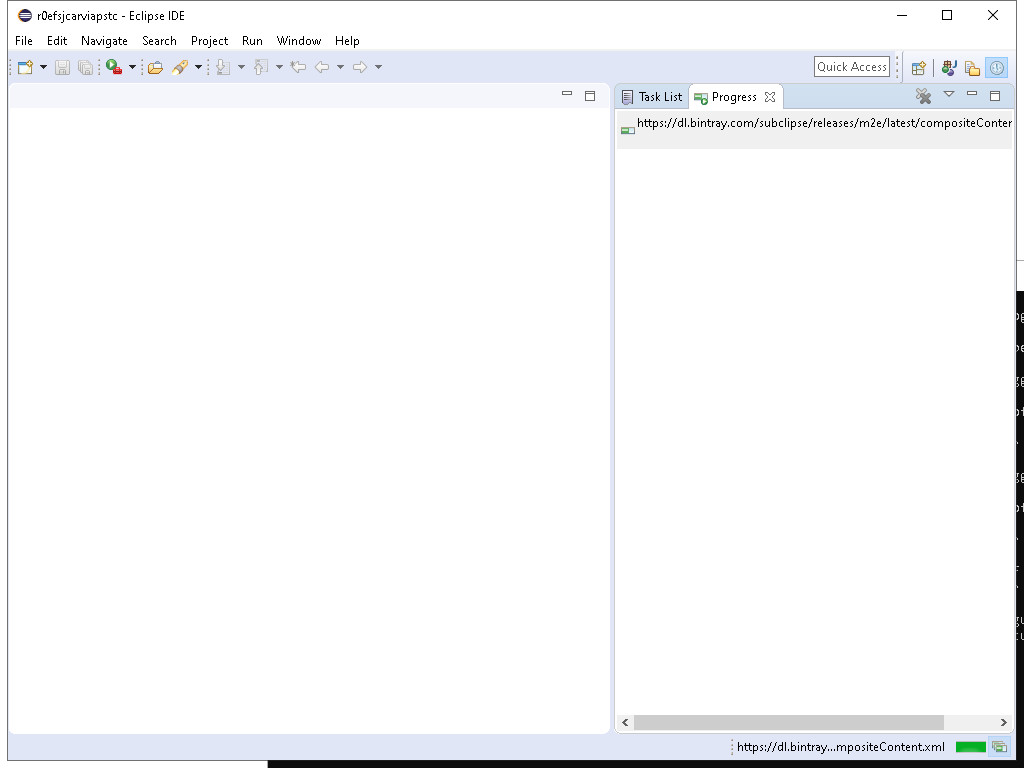 r0efsjcarviapstc - Eclipse IDE
File Edit Navigate Search Project Run Window Help
Quick Access
Task List Progress
https://dl.bintray.com/subclipse/releases/m2e/latest/compositeConter
https://dl.bintray...mpositeContent.xml